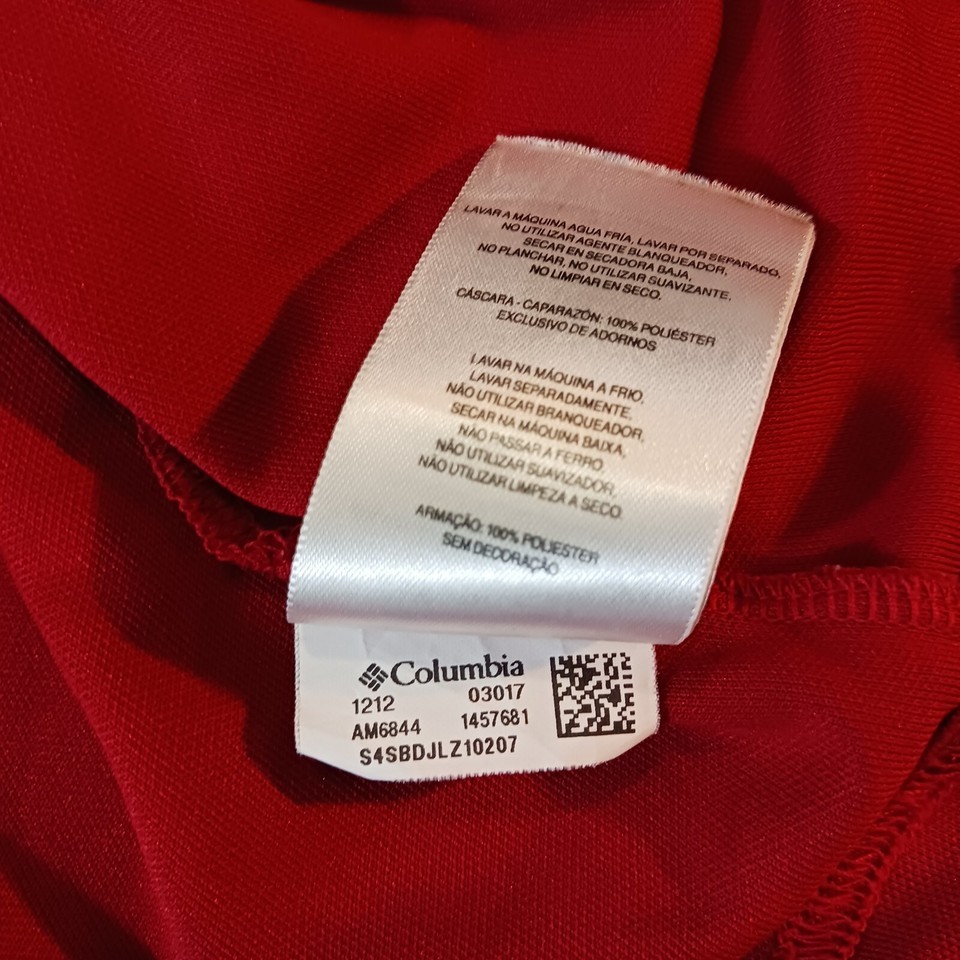 LAVAR A MÁQUINA AGUA FRÍA, LAVAR POR SEPARADO,
NO UTILIZAR AGENTE BLANQUEADOR,
SECAR EN SECADORA BAJA,
NO PLANCHAR, NO UTILIZAR SUAVIZANTE,
NO LIMPIAR EN SECO.
CÁSCARA - CAPARAZÓN: 100% POLIÉSTER
EXCLUSIVO DE ADORNOS
LAVAR NA MÁQUINA A FRIO,
LAVAR SEPARADAMENTE,
NÃO UTILIZAR BRANQUEADOR,
SECAR NA MÁQUINA BAIXA,
NÃO PASSAR A FERRO,
NÃO UTILIZAR SUAVIZADOR,
NÃO UTILIZAR LIMPEZA A SECO.
ARMAÇÃO: 100% POLIESTER
SEM DECORAÇÃO
Columbia
1212 03017
AM6844 1457681
S4SBDJLZ10207